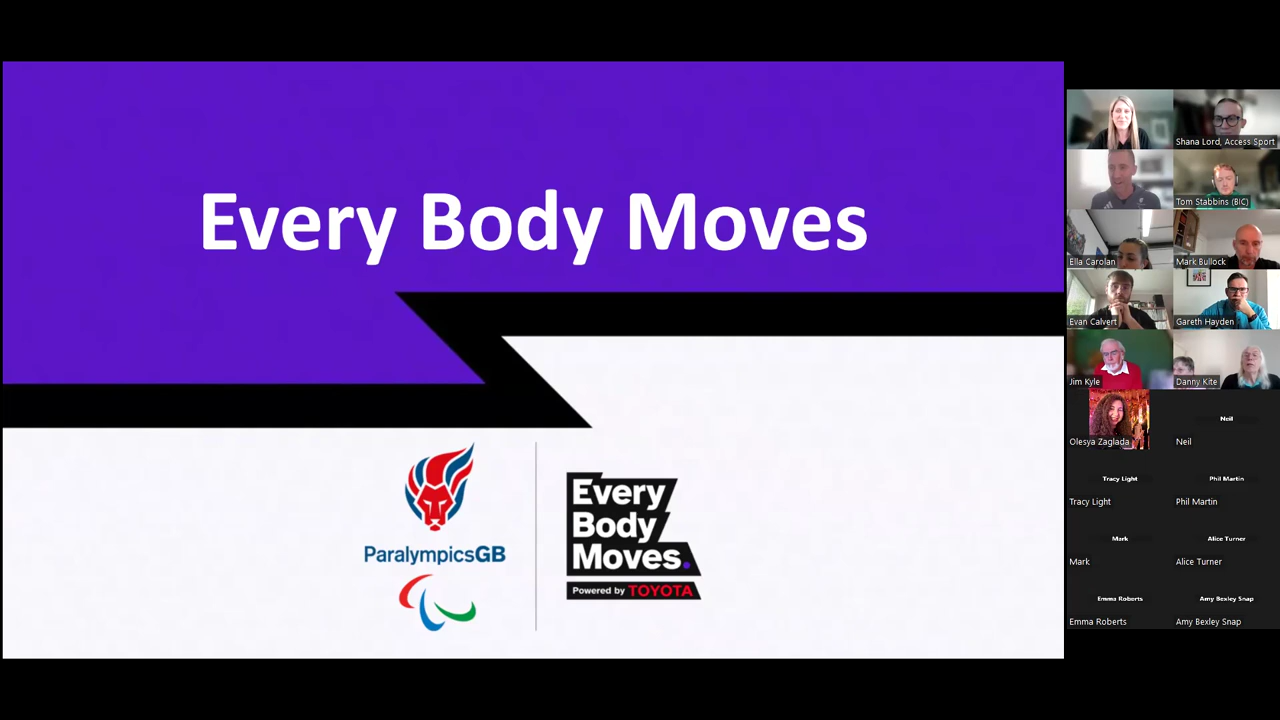 Every Body Moves
ParalympicsGB
Every
Body
Moves.
Powered by TOYOTA
Shana Lord, Access Sport
Tom Stabbins (BIC)
Ella Carolan
Mark Bullock
Evan Calvert
Gareth Hayden
Jim Kyle
Danny Kite
Olesya Zaglada
Neil
Neil
Tracy Light
Phil Martin
Tracy Light
Phil Martin
Mark
Alice Turner
Mark
Alice Turner
Emma Roberts
Amy Bexley Snap
Emma Roberts
Amy Bexley Snap